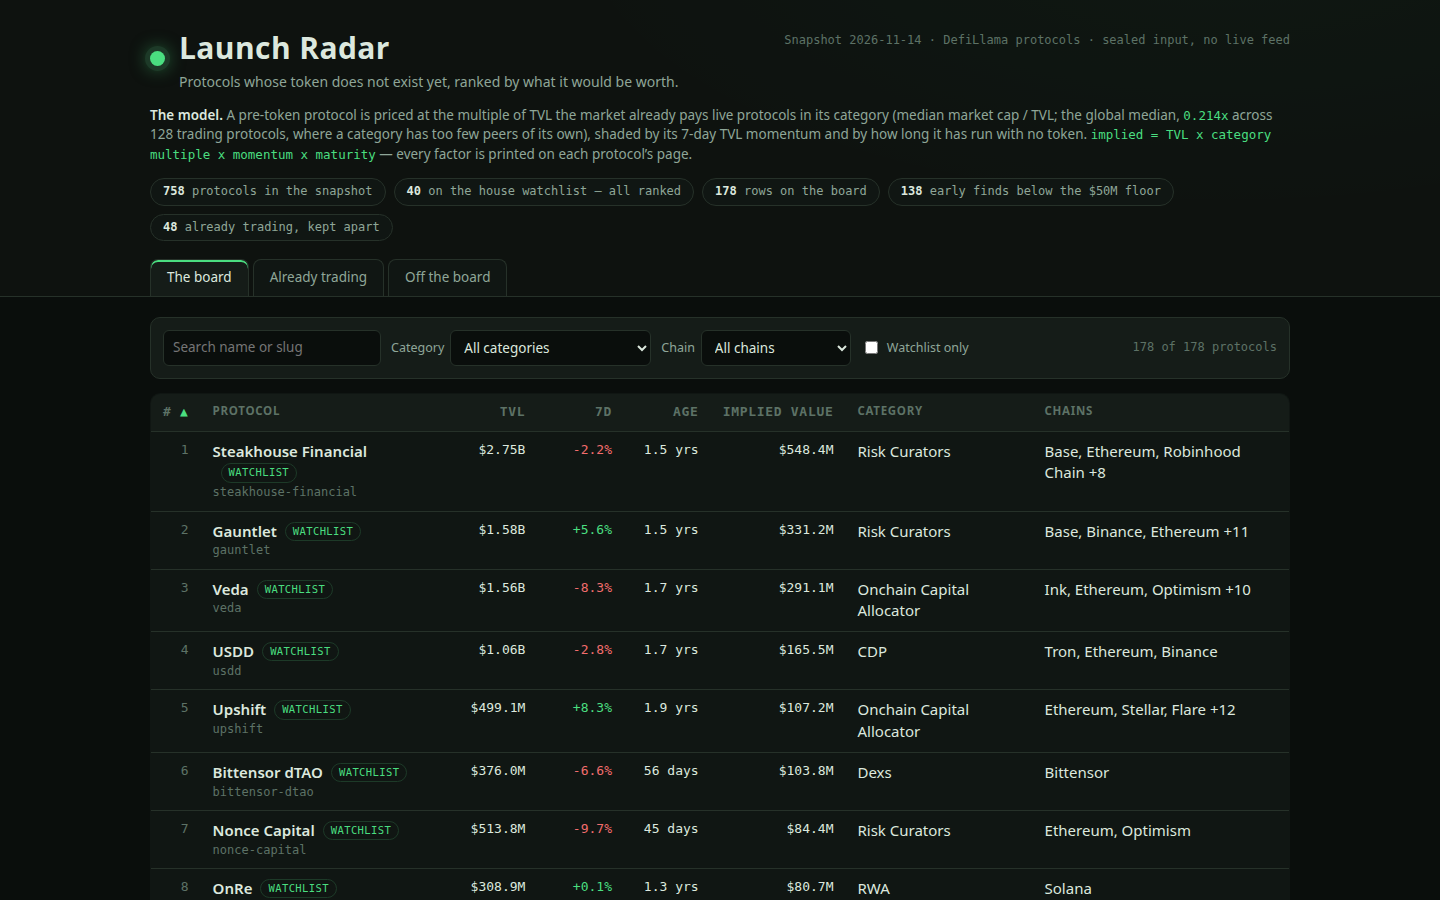 Launch Radar
Snapshot 2026-11-14 · DefiLlama protocols · sealed input, no live feed
Protocols whose token does not exist yet, ranked by what it would be worth.
The model. A pre-token protocol is priced at the multiple of TVL the market already pays live protocols in its category (median market cap / TVL; the global median, 0.214x across
128 trading protocols, where a category has too few peers of its own), shaded by its 7-day TVL momentum and by how long it has run with no token. implied = TVL x category
multiple x momentum x maturity — every factor is printed on each protocol's page.
758 protocols in the snapshot
40 on the house watchlist — all ranked
178 rows on the board
138 early finds below the $50M floor
48 already trading, kept apart
The board
Already trading
Off the board
Search name or slug
Category
All categories
Chain
All chains
Watchlist only
178 of 178 protocols
# ▲ PROTOCOL TVL 7D AGE IMPLIED VALUE CATEGORY CHAINS
1 Steakhouse Financial $2.75B -2.2% 1.5 yrs $548.4M Risk Curators Base, Ethereum, Robinhood
WATCHLIST Chain +8
steakhouse-financial
2 Gauntlet WATCHLIST $1.58B +5.6% 1.5 yrs $331.2M Risk Curators Base, Binance, Ethereum +11
gauntlet
3 Veda WATCHLIST $1.56B -8.3% 1.7 yrs $291.1M Onchain Capital Ink, Ethereum, Optimism +10
veda Allocator
4 USDD WATCHLIST $1.06B -2.8% 1.7 yrs $165.5M CDP Tron, Ethereum, Binance
usdd
5 Upshift WATCHLIST $499.1M +8.3% 1.9 yrs $107.2M Onchain Capital Ethereum, Stellar, Flare +12
upshift Allocator
6 Bittensor dTAO WATCHLIST $376.0M -6.6% 56 days $103.8M Dexs Bittensor
bittensor-dtao
7 Nonce Capital WATCHLIST $513.8M -9.7% 45 days $84.4M Risk Curators Ethereum, Optimism
nonce-capital
8 OnRe WATCHLIST $308.9M +0.1% 1.3 yrs $80.7M RWA Solana